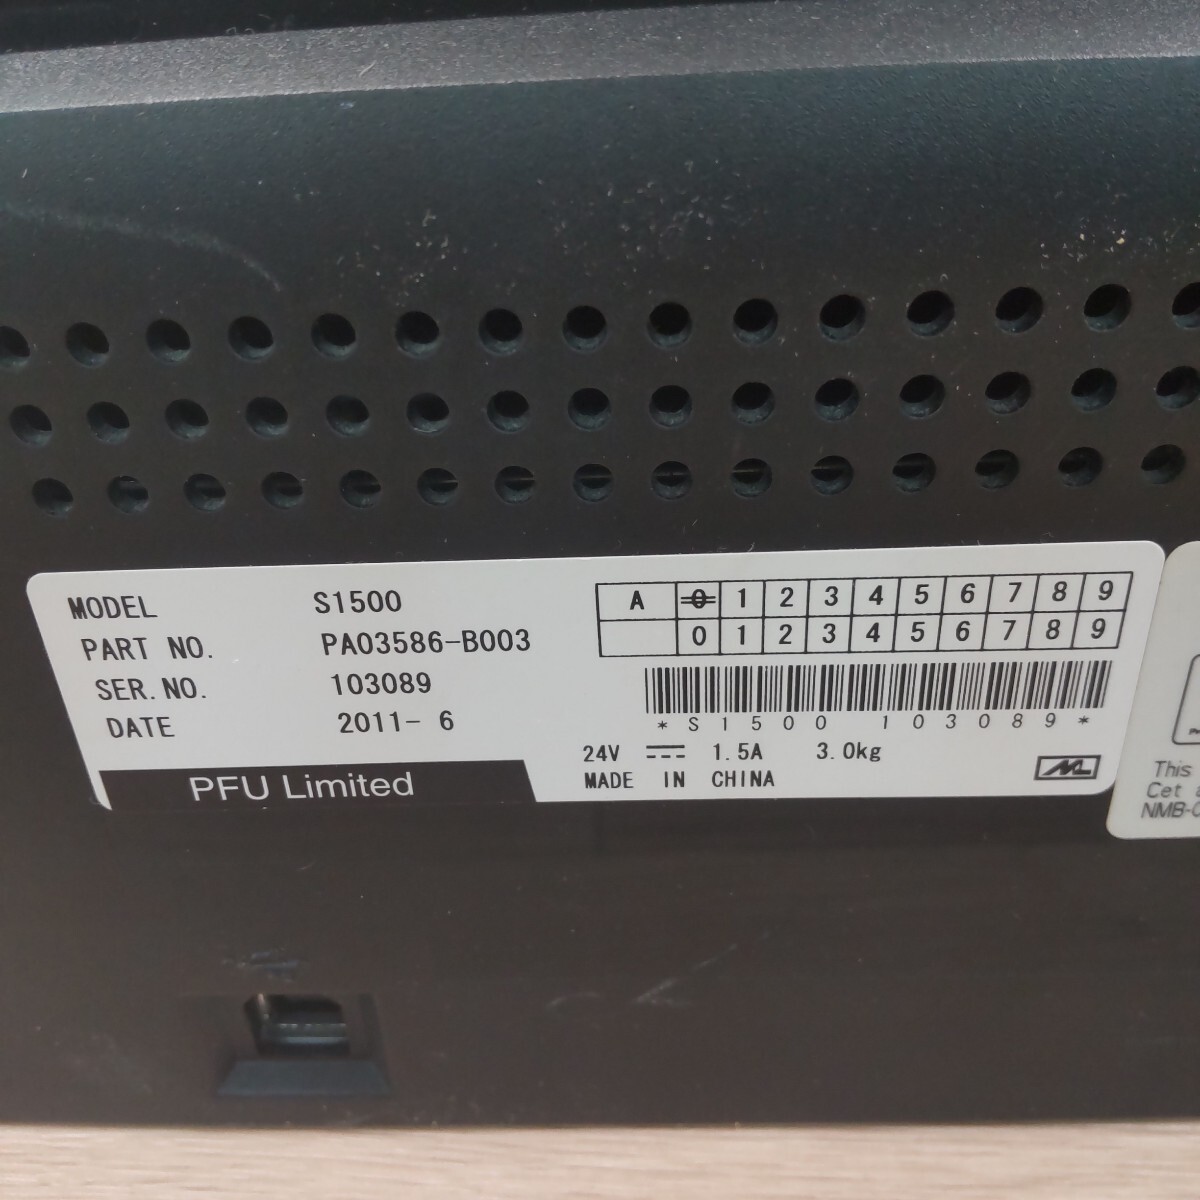 MODEL S1500
PART NO. PA03586-B003
SER.NO. 103089
DATE 2011- 6
PFU Limited
A 0 1 2 3 4 5 6 7 8 9
0 1 2 3 4 5 6 7 8 9
*S1500 103089*
24V 1.5A 3.0kg
MADE IN CHINA
This
Cet
NMB-